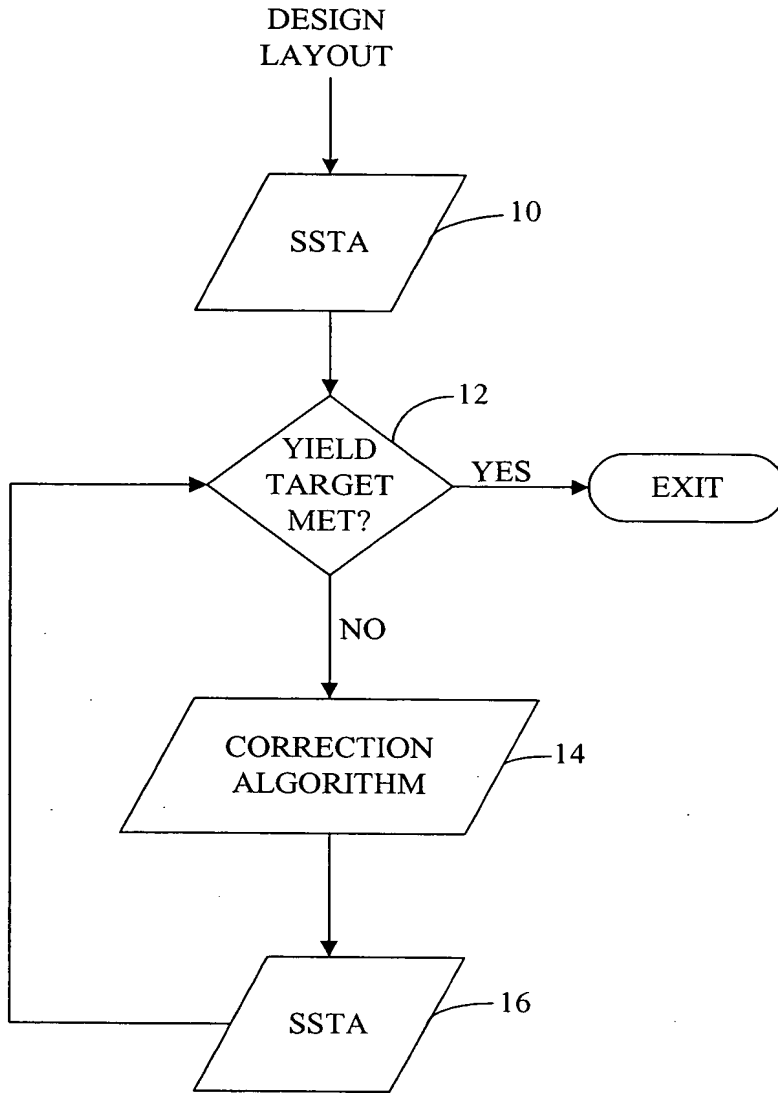 DESIGN
LAYOUT
SSTA
10
YIELD
TARGET
MET?
12
YES
EXIT
NO
CORRECTION
ALGORITHM
14
SSTA
16